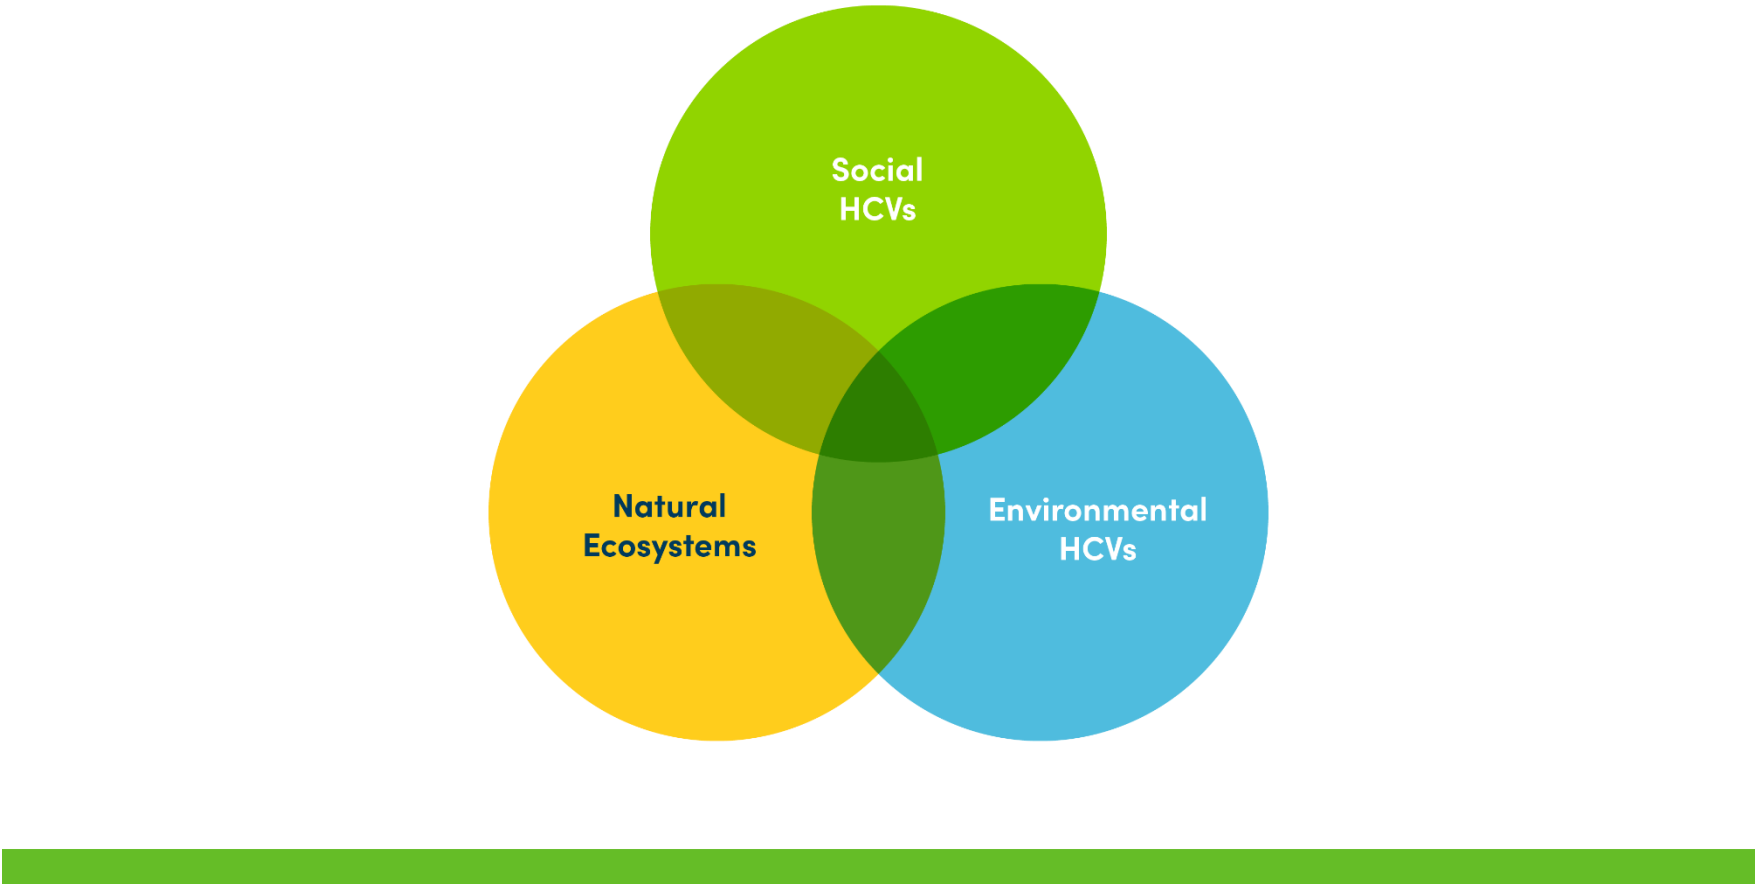 Social
HCVs
Natural
Ecosystems
Environmental
HCVs